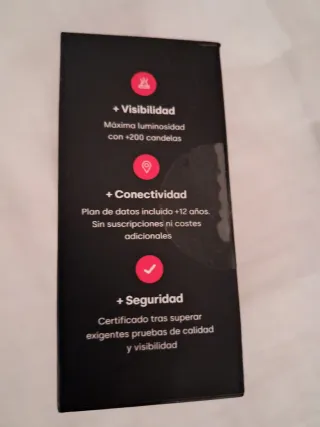 + Visibilidad
Máxima luminosidad
con +200 candelas
+ Conectividad
Plan de datos incluido +12 años.
Sin suscripciones ni costes
adicionales
+ Seguridad
Certificado tras superar
exigentes pruebas de calidad
y visibilidad